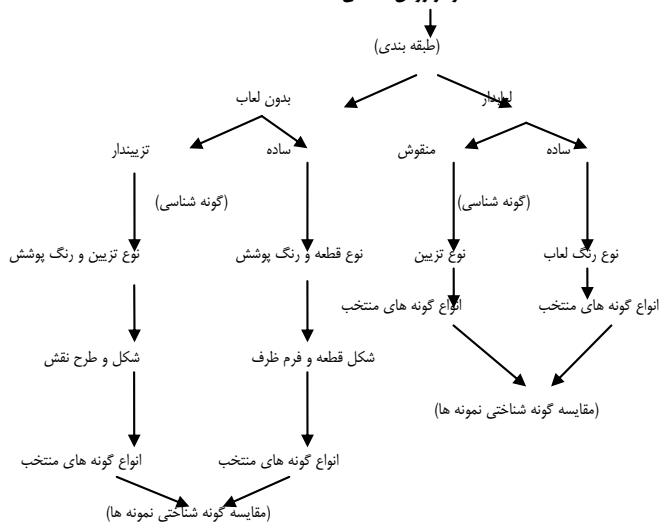 (طبقه بندی)
لعابدار
بدون لعاب
ساده
منقوش
ساده
تزییندار
(گونه شناسی)
(گونه شناسی)
نوع رنگ لعاب
نوع تزیین
نوع قطعه و رنگ پوشش
نوع تزیین و رنگ پوشش
انواع گونه های منتخب
انواع گونه های منتخب
شکل قطعه و فرم ظرف
شکل و طرح نقش
(مقایسه گونه شناختی نمونه ها)
انواع گونه های منتخب
انواع گونه های منتخب
(مقایسه گونه شناختی نمونه ها)